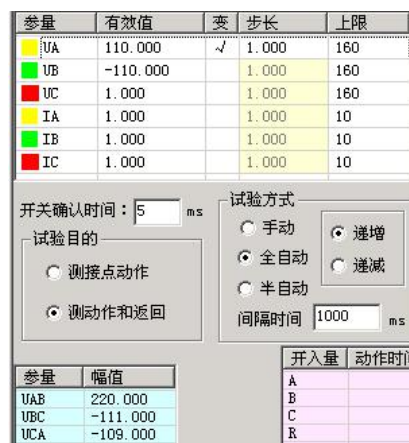 参量 有效值 变 步长 上限
UA 110.000 √ 1.000 160
UB -110.000 1.000 160
UC 1.000 1.000 160
IA 1.000 1.000 10
IB 1.000 1.000 10
IC 1.000 1.000 10
开关确认时间：5 ms
试验目的
测接点动作
测动作和返回
试验方式
手动
全自动
半自动
递增
递减
间隔时间 1000 ms
参量 幅值
UAB 220.000
UBC -111.000
UCA -109.000
开入量 动作时间
A
B
C
R